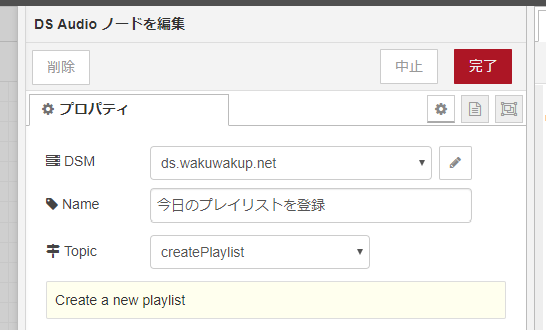 DS Audio ノードを編集
削除 中止 完了
プロパティ
DSM ds.wakuwakup.net
Name 今日のプレイリストを登録
Topic createPlaylist
Create a new playlist